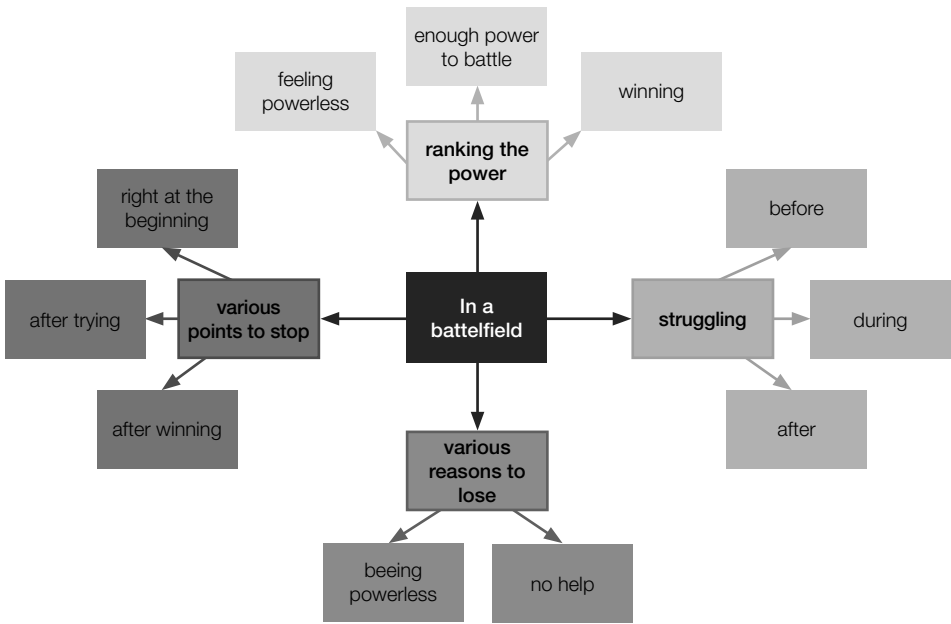 enough power
to battle
feeling
powerless
winning
ranking the
power
right at the
beginning
before
after trying
various
points to stop
In a
battelfield
struggling
during
after winning
after
various
reasons to
lose
beeing
powerless
no help